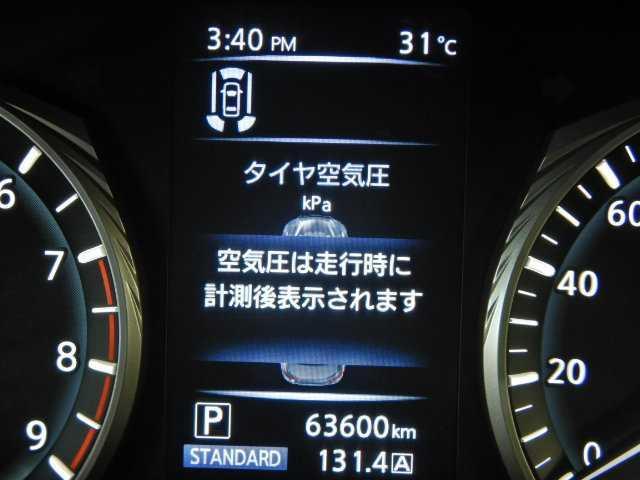 3:40 PM 31°C
タイヤ空気圧
kPa
空気圧は走行時に
計測後表示されます
P 63600 km
STANDARD 131.4 A
6
7
8
9
60
40
20
0